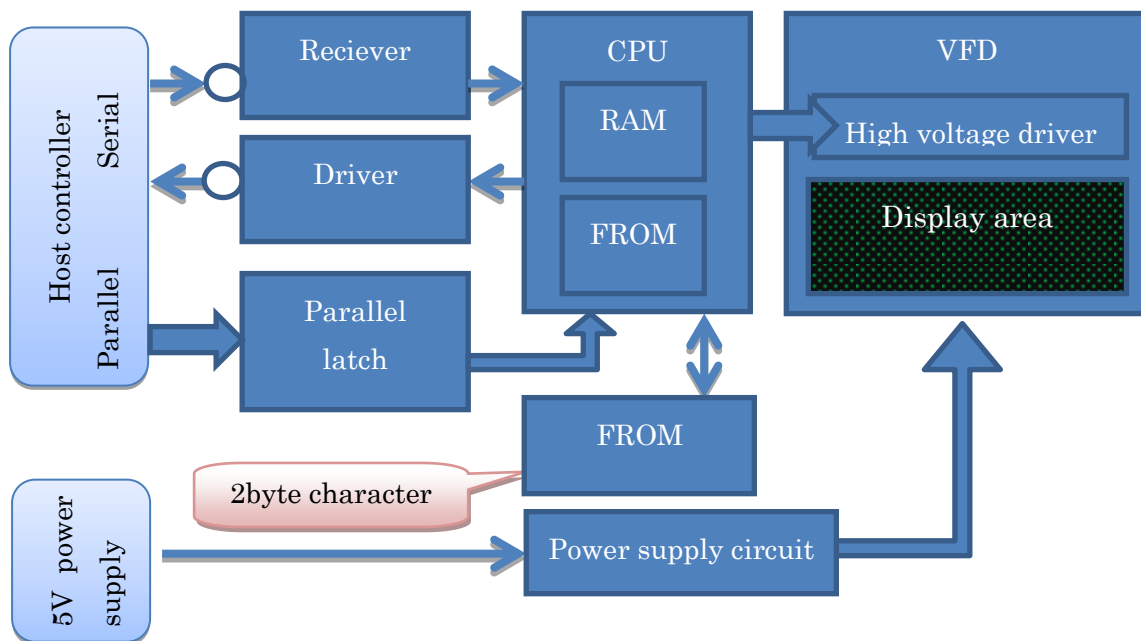 Host controller
Serial
Parallel
Reciever
Driver
Parallel
latch
CPU
RAM
FROM
VFD
High voltage driver
Display area
FROM
2byte character
5V power
supply
Power supply circuit